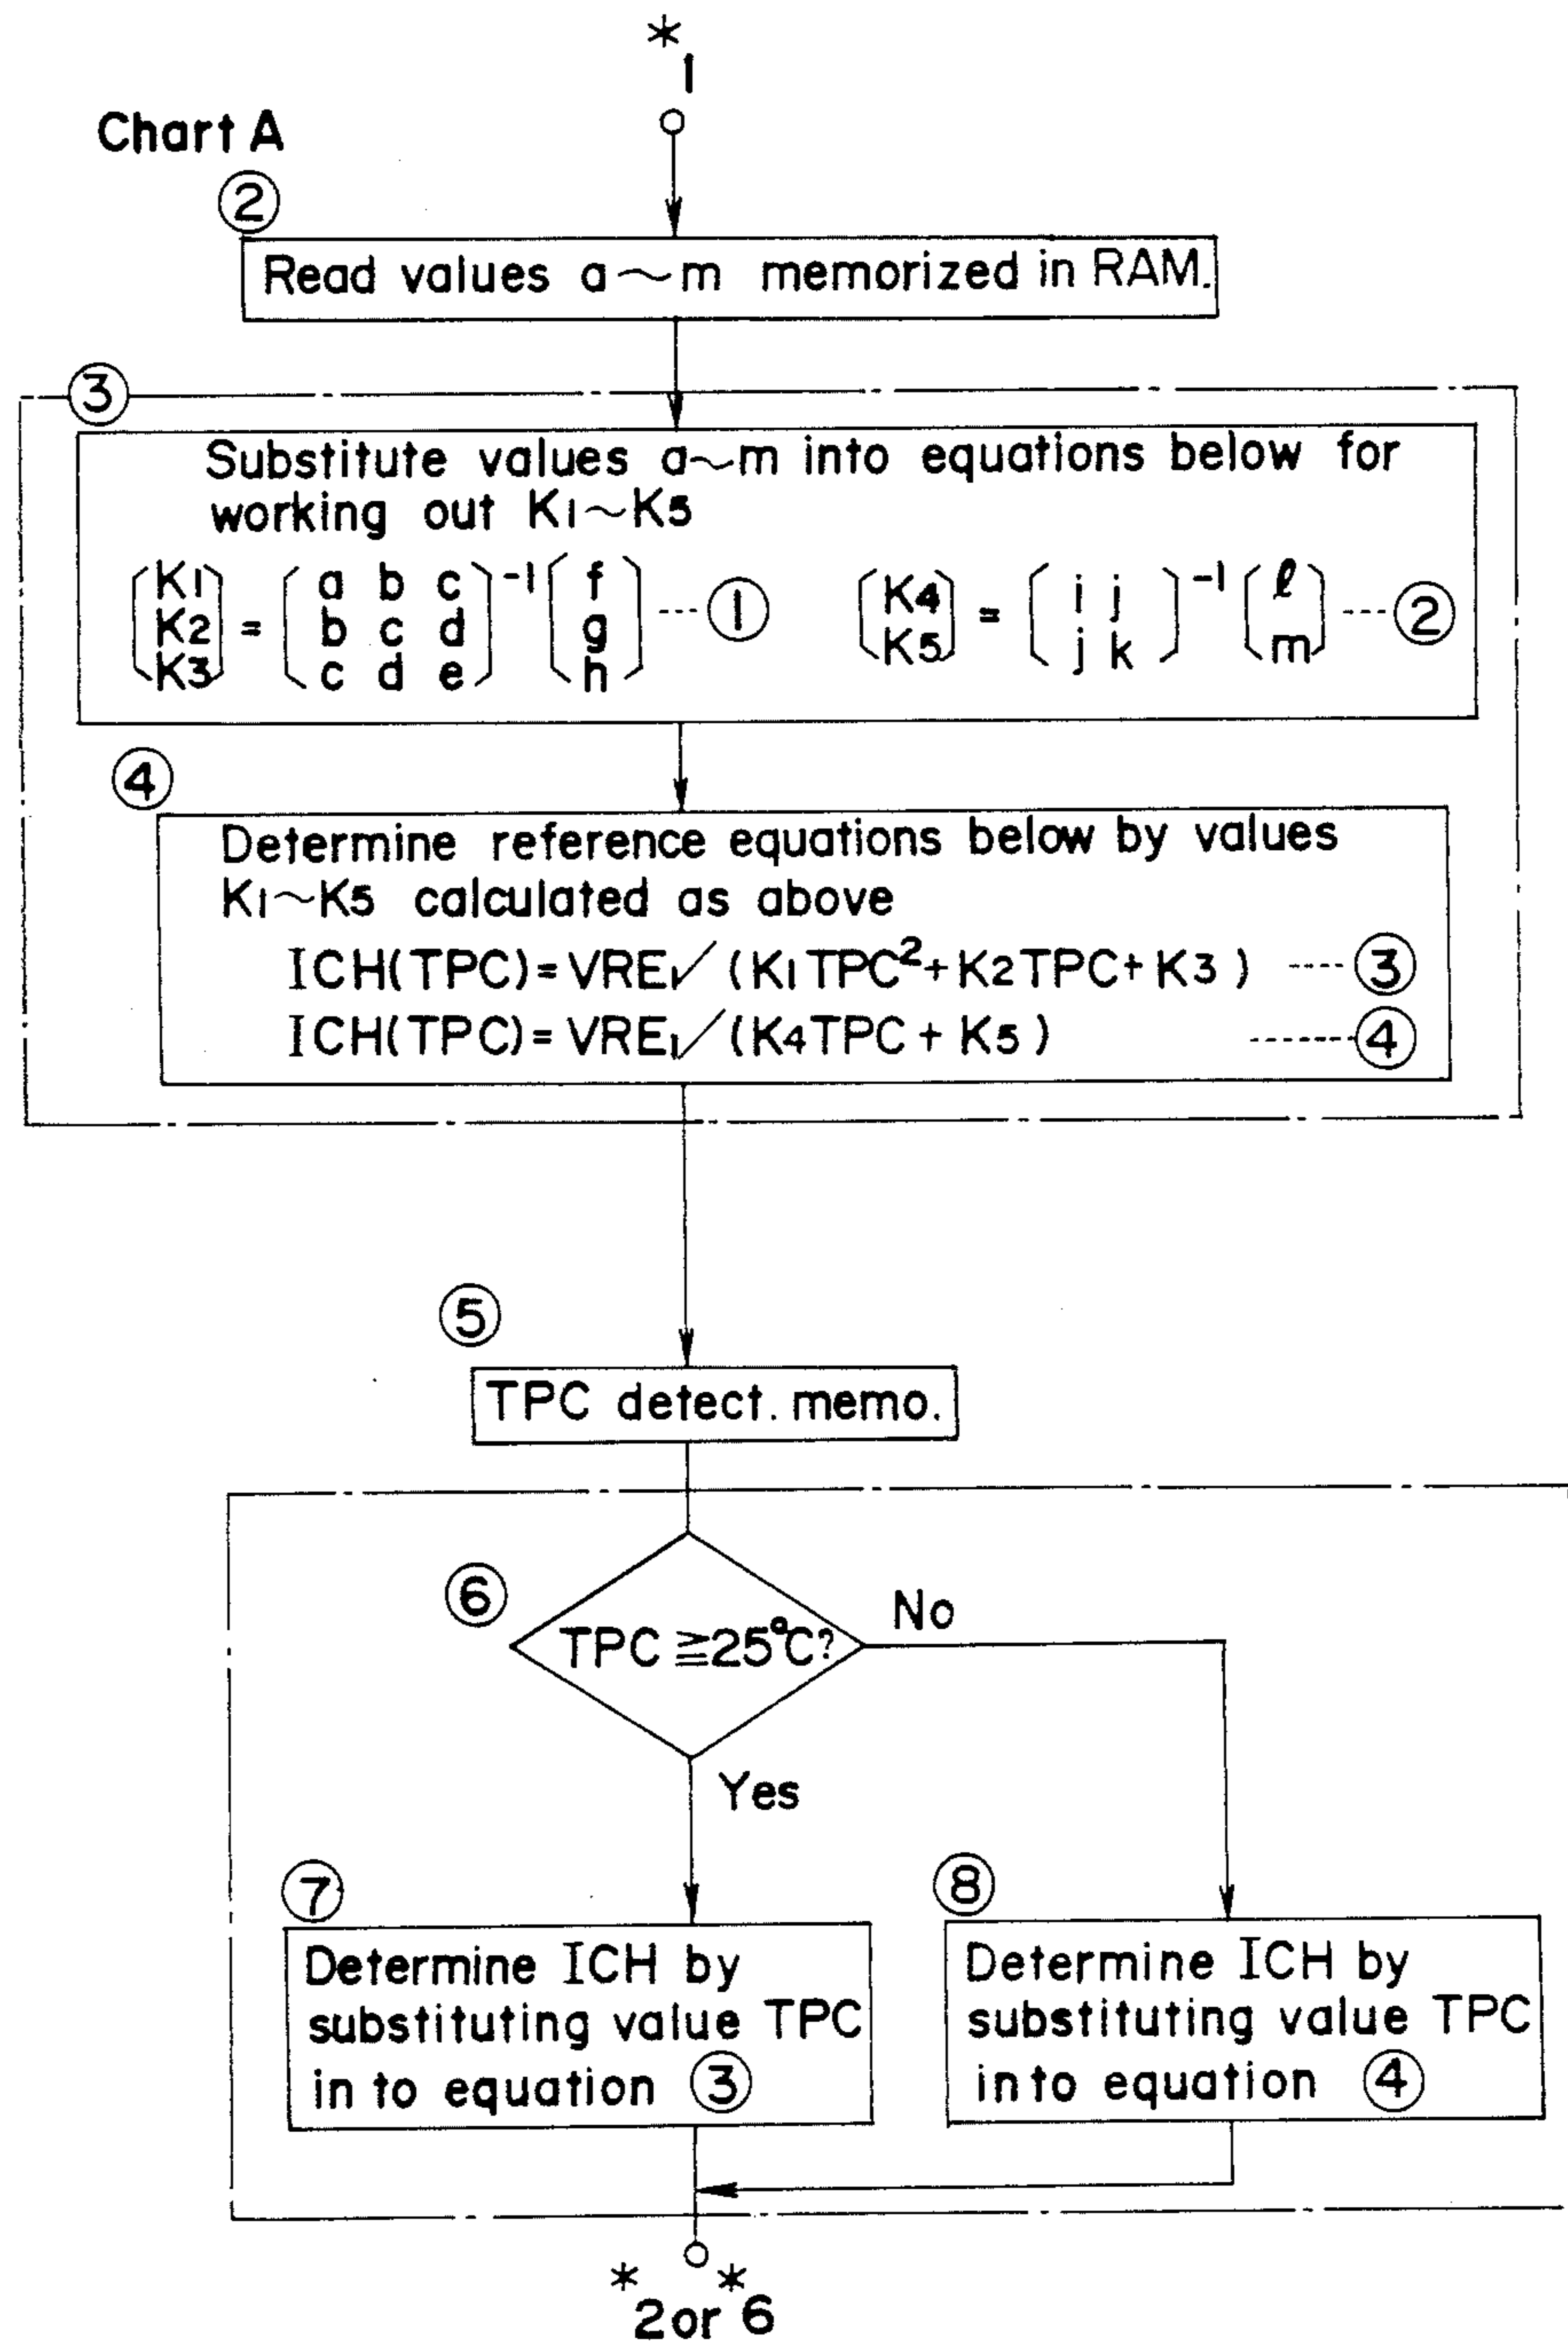 *1
Chart A
②
Read values a～m memorized in RAM.
③
Substitute values a～m into equations below for
working out K1～K5
(K1 K2 K3) = (a b c b c d c d e)⁻¹ (f g h) ---- ①
(K4 K5) = (i j j k)⁻¹ (ℓ m) ---- ②
④
Determine reference equations below by values
K1～K5 calculated as above
ICH(TPC)=VRE1/(K1TPC²+K2TPC+K3) ---- ③
ICH(TPC)=VRE1/(K4TPC+K5) ------- ④
⑤
TPC detect. memo.
⑥
TPC ≧25°C?
No
Yes
⑦
Determine ICH by
substituting value TPC
in to equation ③
⑧
Determine ICH by
substituting value TPC
in to equation ④
*2 or *6